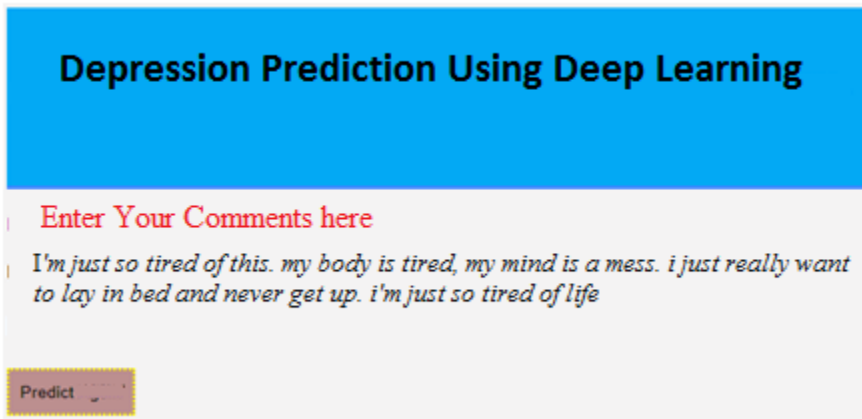 Depression Prediction Using Deep Learning
Enter Your Comments here
I'm just so tired of this. my body is tired, my mind is a mess. i just really want
to lay in bed and never get up. i'm just so tired of life
Predict